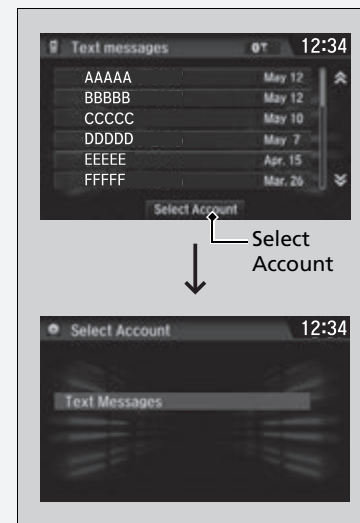 Text messages 12:34
AAAAA May 12
BBBBB May 12
CCCCC May 10
DDDDD May 7
EEEEE Apr. 15
FFFFF Mar. 26
Select Account
Select
Account
Select Account 12:34
Text Messages